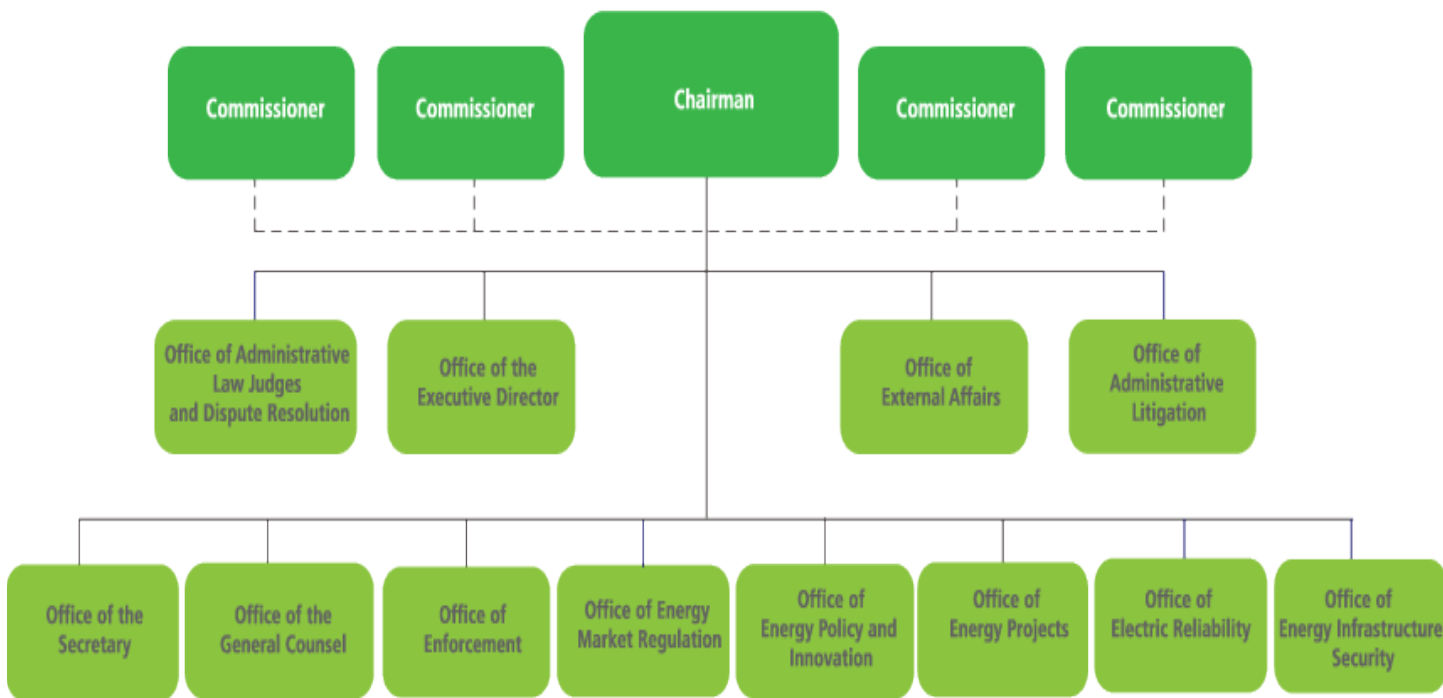 Commissioner
Commissioner
Chairman
Commissioner
Commissioner
Office of Administrative
Law Judges
and Dispute Resolution
Office of the
Executive Director
Office of
External Affairs
Office of
Administrative
Litigation
Office of the
Secretary
Office of the
General Counsel
Office of
Enforcement
Office of Energy
Market Regulation
Office of
Energy Policy and
Innovation
Office of
Energy Projects
Office of
Electric Reliability
Office of
Energy Infrastructure
Security